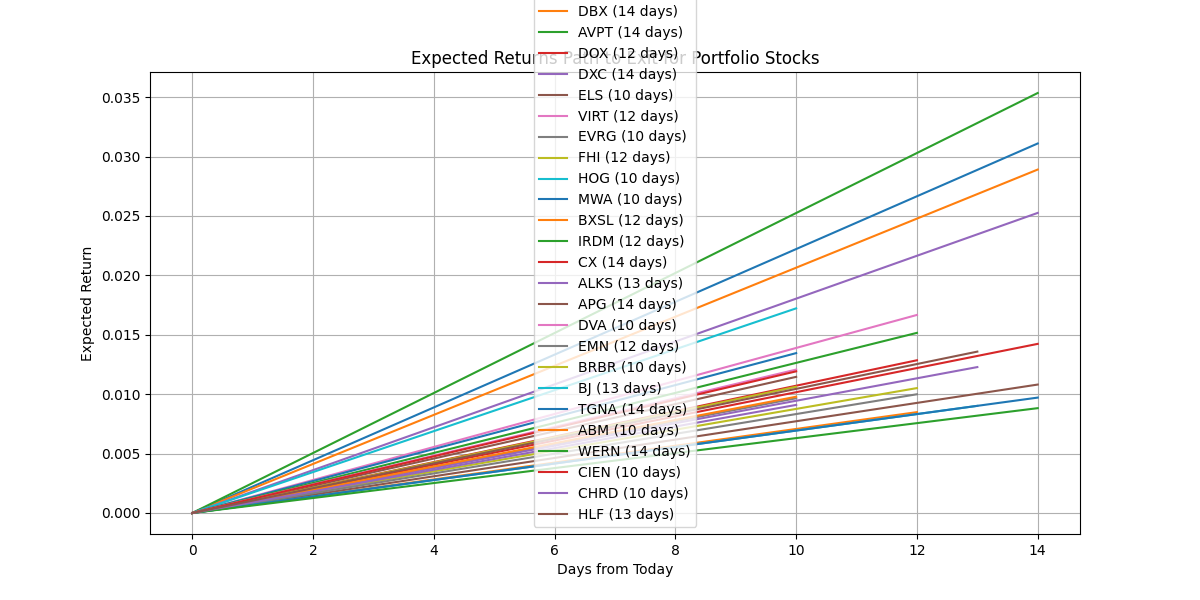 DBX (14 days)
AVPT (14 days)
DOX (12 days)
Expected Returns Path to Exit for Portfolio Stocks
DXC (14 days)
ELS (10 days)
VIRT (12 days)
EVRG (10 days)
FHI (12 days)
HOG (10 days)
MWA (10 days)
BXSL (12 days)
IRDM (12 days)
CX (14 days)
ALKS (13 days)
APG (14 days)
DVA (10 days)
EMN (12 days)
BRBR (10 days)
BJ (13 days)
TGNA (14 days)
ABM (10 days)
WERN (14 days)
CIEN (10 days)
CHRD (10 days)
HLF (13 days)
0.035
0.030
0.025
0.020
0.015
0.010
0.005
0.000
Expected Return
0
2
4
6
8
10
12
14
Days from Today